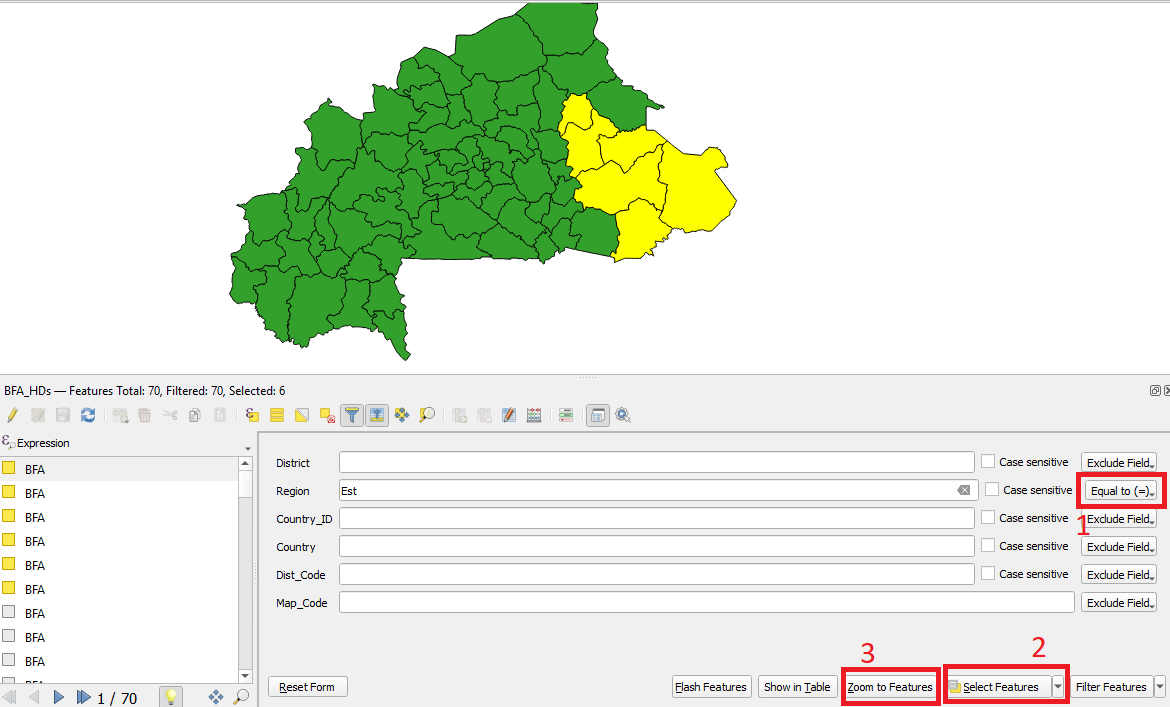 BFA_HDs — Features Total: 70, Filtered: 70, Selected: 6
Expression
BFA
BFA
BFA
BFA
BFA
BFA
BFA
BFA
BFA
1 / 70
District
Case sensitive
Exclude Field
Region
Est
Case sensitive
Equal to (=)
1
Country_ID
Case sensitive
Exclude Field
Country
Case sensitive
Exclude Field
Dist_Code
Case sensitive
Exclude Field
Map_Code
Exclude Field
3
2
Reset Form
Flash Features
Show in Table
Zoom to Features
Select Features
Filter Features